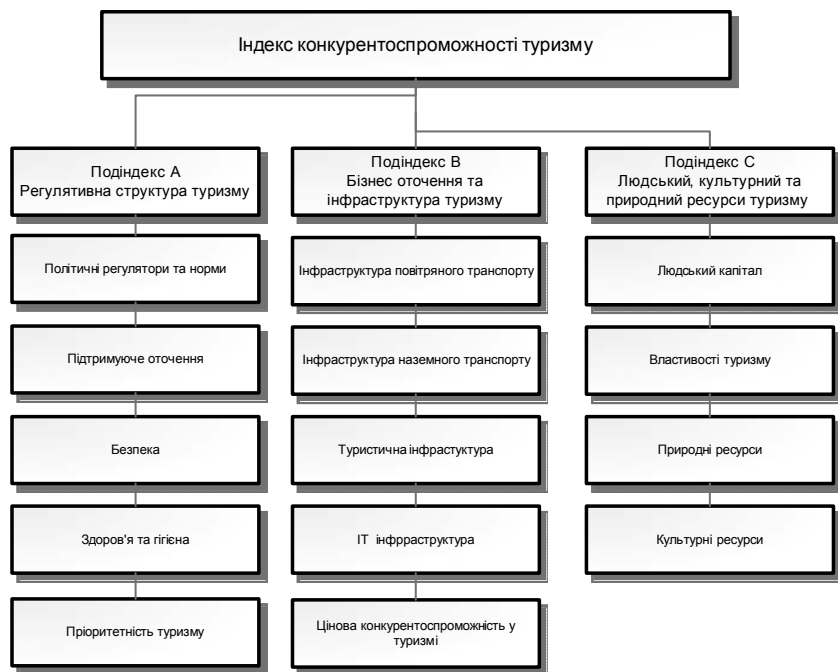 Індекс конкурентоспроможності туризму
Подіндекс А
Регулятивна структура туризму
Політичні регулятори та норми
Підтримуюче оточення
Безпека
Здоров'я та гігієна
Пріоритетність туризму
Подіндекс В
Бізнес оточення та
інфраструктура туризму
Інфраструктура повітряного транспорту
Інфраструктура наземного транспорту
Туристична інфрастуктура
ІТ інфрраструктура
Цінова конкурентоспроможність у
туризмі
Подіндекс С
Людський, культурний та
природний ресурси туризму
Людський капітал
Властивості туризму
Природні ресурси
Культурні ресурси